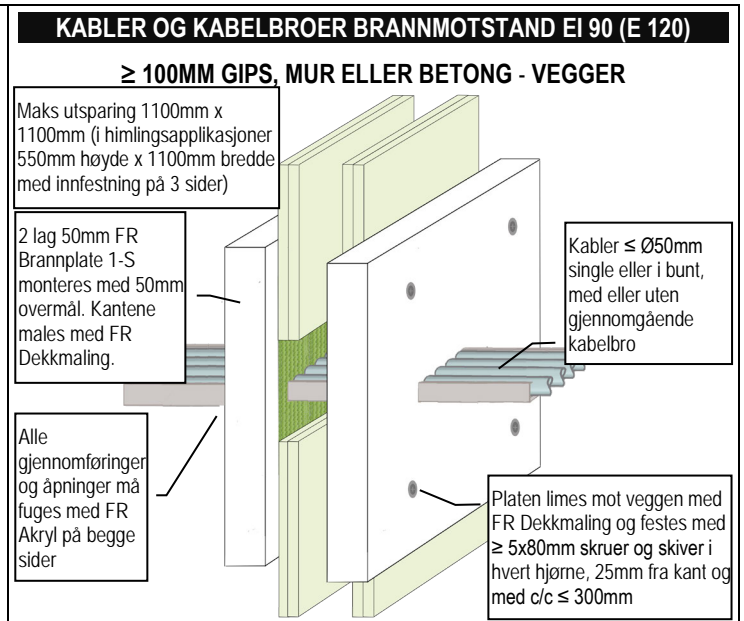 KABLER OG KABELBROER BRANNMOTSTAND EI 90 (E 120)
≥ 100MM GIPS, MUR ELLER BETONG - VEGGER
Maks utsparing 1100mm x
1100mm (i himlingsapplikasjoner
550mm høyde x 1100mm bredde
med innfestning på 3 sider)
2 lag 50mm FR
Brannplate 1-S
monteres med 50mm
overmål. Kantene
males med FR
Dekkmaling.
Kabler ≤ Ø50mm
single eller i bunt,
med eller uten
gjennomgående
kabelbro
Alle
gjennomføringer
og åpninger må
fuges med FR
Akryl på begge
sider
Platen limes mot veggen med
FR Dekkmaling og festes med
≥ 5x80mm skruer og skiver i
hvert hjørne, 25mm fra kant og
med c/c ≤ 300mm